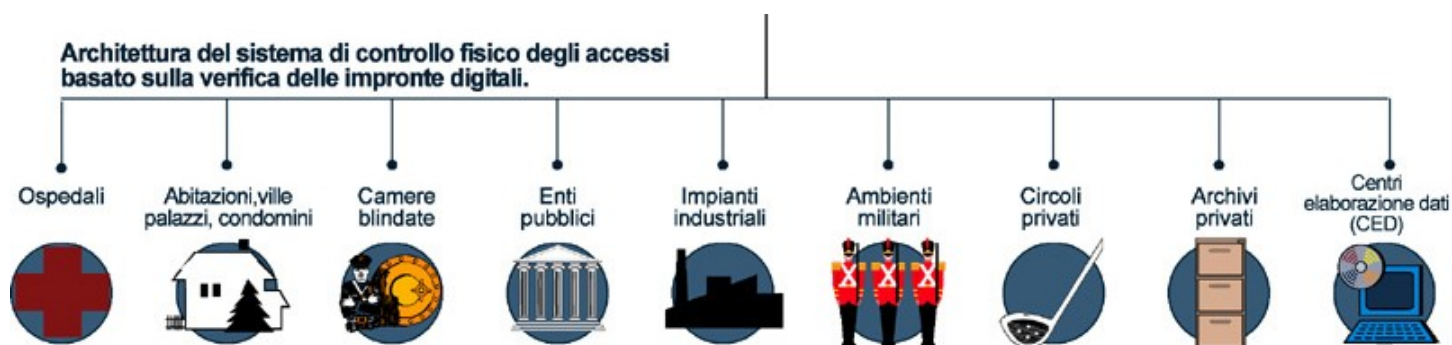 Architettura del sistema di controllo fisico degli accessi
basato sulla verifica delle impronte digitali.
Ospedali
Abitazioni,ville
palazzi, condomini
Camere
blindate
Enti
pubblici
Impianti
industriali
Ambienti
militari
Circoli
privati
Archivi
privati
Centri
elaborazione dati
(CED)